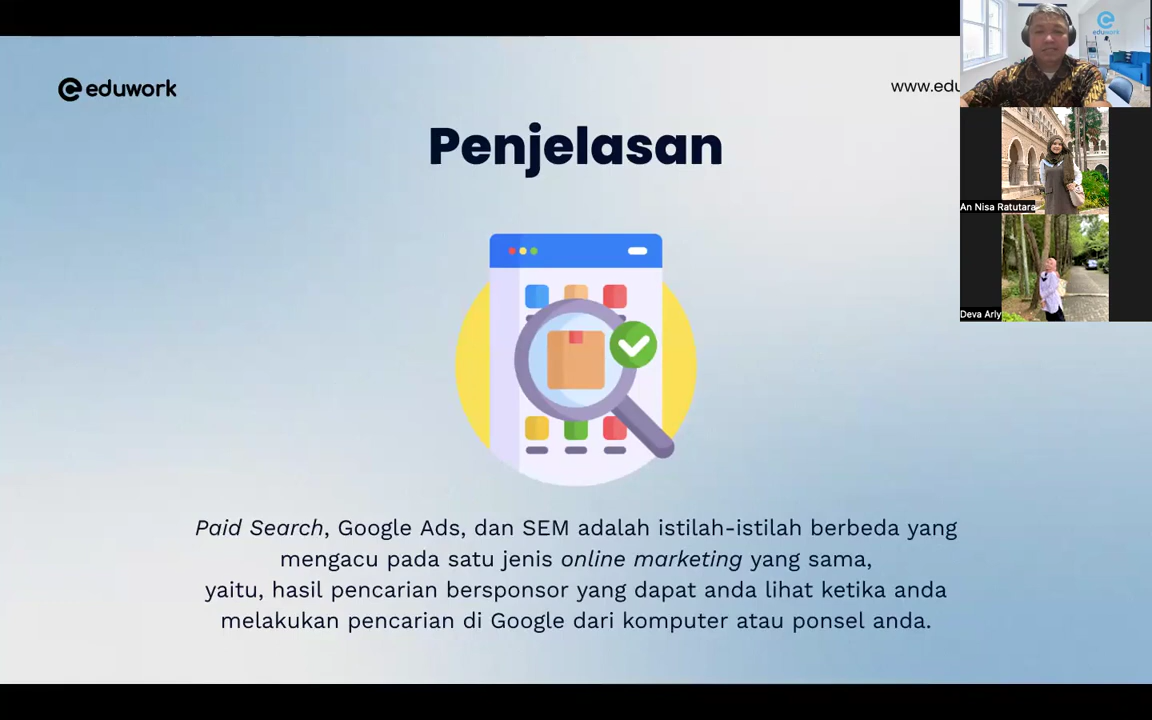 eduwork
www.edu
Penjelasan
eduwork
An Nisa Ratutara
Deva Arly
Paid Search, Google Ads, dan SEM adalah istilah-istilah berbeda yang
mengacu pada satu jenis online marketing yang sama,
yaitu, hasil pencarian bersponsor yang dapat anda lihat ketika anda
melakukan pencarian di Google dari komputer atau ponsel anda.